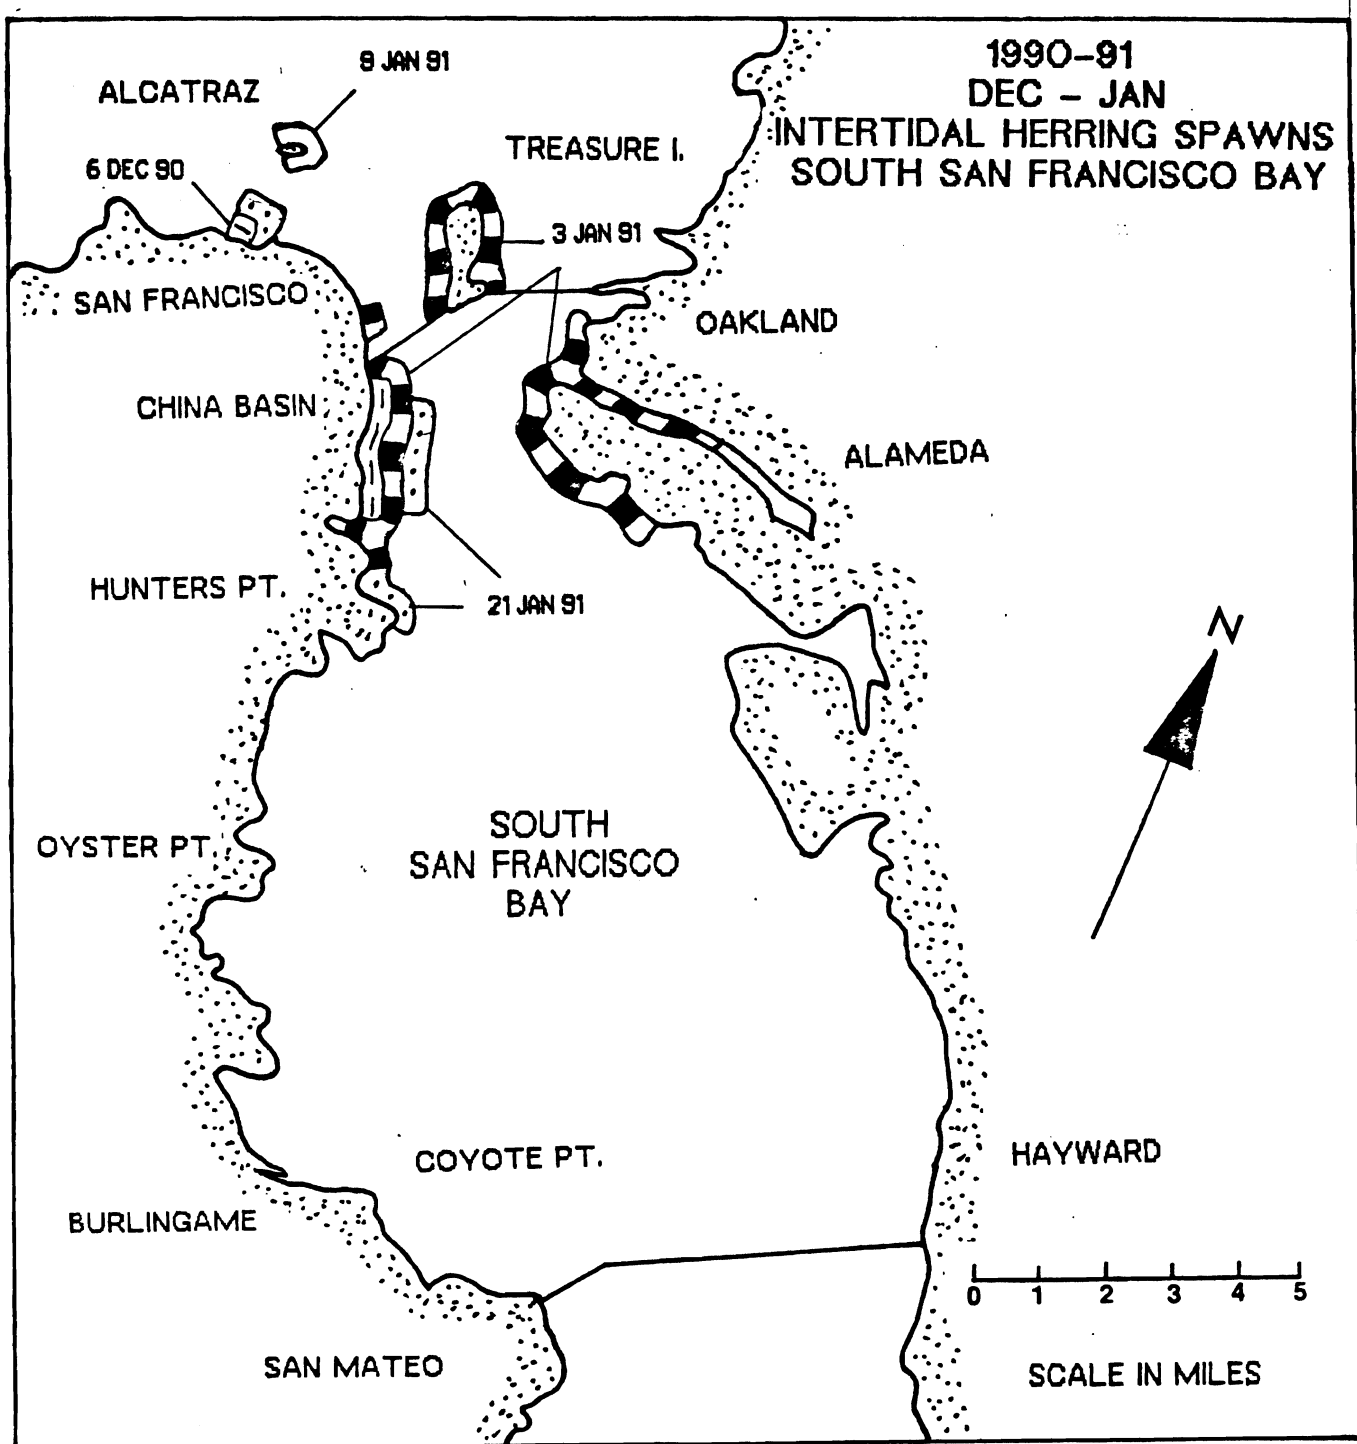 1990-91
DEC - JAN
INTERTIDAL HERRING SPAWNS
SOUTH SAN FRANCISCO BAY
9 JAN 91
ALCATRAZ
TREASURE I.
6 DEC 90
3 JAN 91
SAN FRANCISCO
OAKLAND
CHINA BASIN
ALAMEDA
HUNTERS PT.
21 JAN 91
N
SOUTH
SAN FRANCISCO
BAY
OYSTER PT.
COYOTE PT.
HAYWARD
BURLINGAME
0 1 2 3 4 5
SAN MATEO
SCALE IN MILES